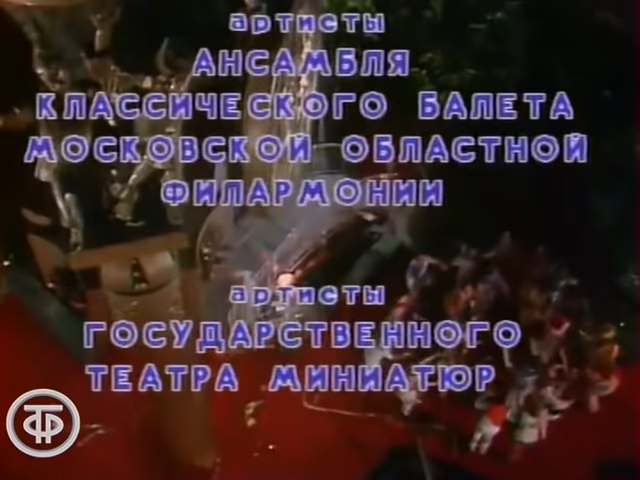 артисты
АНСАМБЛЯ
КЛАССИЧЕСКОГО БАЛЕТА
МОСКОВСКОЙ ОБЛАСТНОЙ
ФИЛАРМОНИИ
артисты
ГОСУДАРСТВЕННОГО
ТЕАТРА МИНИАТЮР